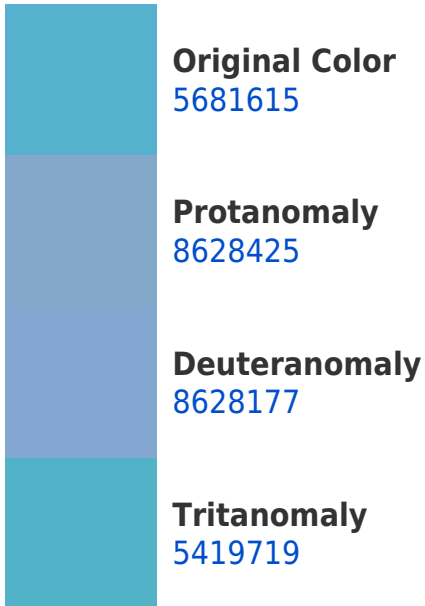 Original Color
5681615
Protanomaly
8628425
Deuteranomaly
8628177
Tritanomaly
5419719